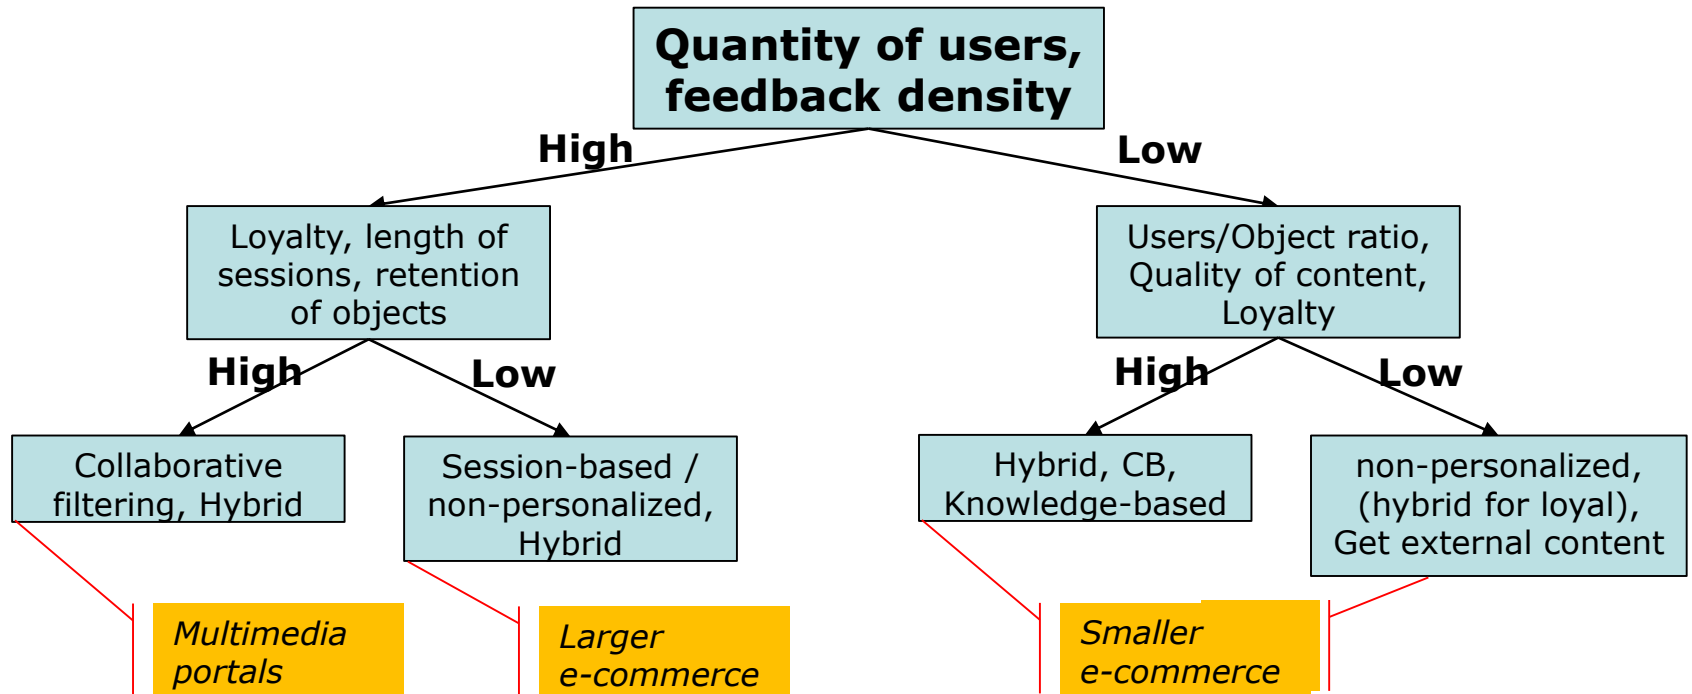 Quantity of users,
feedback density
High
Low
Loyalty, length of
sessions, retention
of objects
Users/Object ratio,
Quality of content,
Loyalty
High
Low
High
Low
Collaborative
filtering, Hybrid
Session-based /
non-personalized,
Hybrid
Hybrid, CB,
Knowledge-based
non-personalized,
(hybrid for loyal),
Get external content
Multimedia
portals
Larger
e-commerce
Smaller
e-commerce